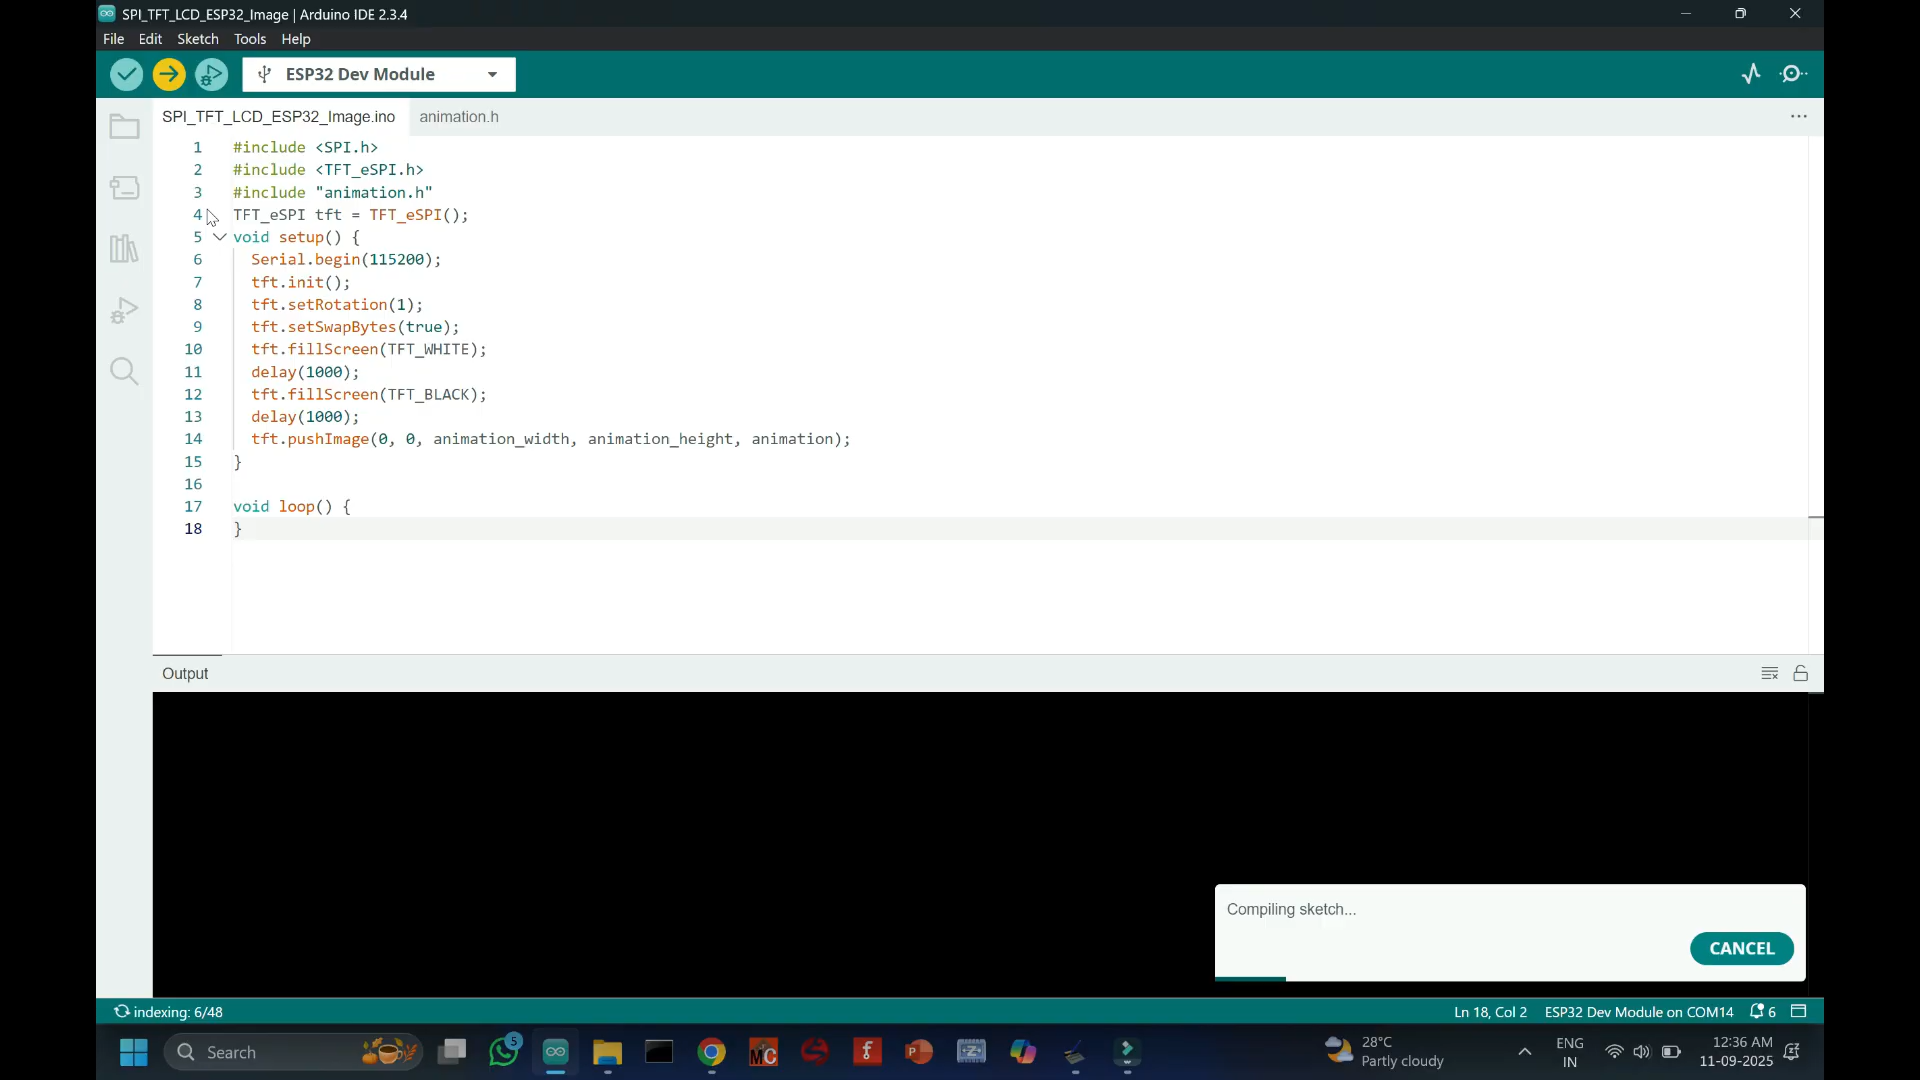 SPI_TFT_LCD_ESP32_Image | Arduino IDE 2.3.4
File Edit Sketch Tools Help
ESP32 Dev Module
SPI_TFT_LCD_ESP32_Image.ino animation.h
1 #include <SPI.h>
2 #include <TFT_eSPI.h>
3 #include "animation.h"
4 TFT_eSPI tft = TFT_eSPI();
5 void setup() {
6 Serial.begin(115200);
7 tft.init();
8 tft.setRotation(1);
9 tft.setSwapBytes(true);
10 tft.fillScreen(TFT_WHITE);
11 delay(1000);
12 tft.fillScreen(TFT_BLACK);
13 delay(1000);
14 tft.pushImage(0, 0, animation_width, animation_height, animation);
15 }
16
17 void loop() {
18 }
Output
Compiling sketch...
CANCEL
indexing: 6/48 Ln 18, Col 2 ESP32 Dev Module on COM14 6
Search 5 MC f P Z 28°C ENG 12:36 AM
Partly cloudy IN 11-09-2025